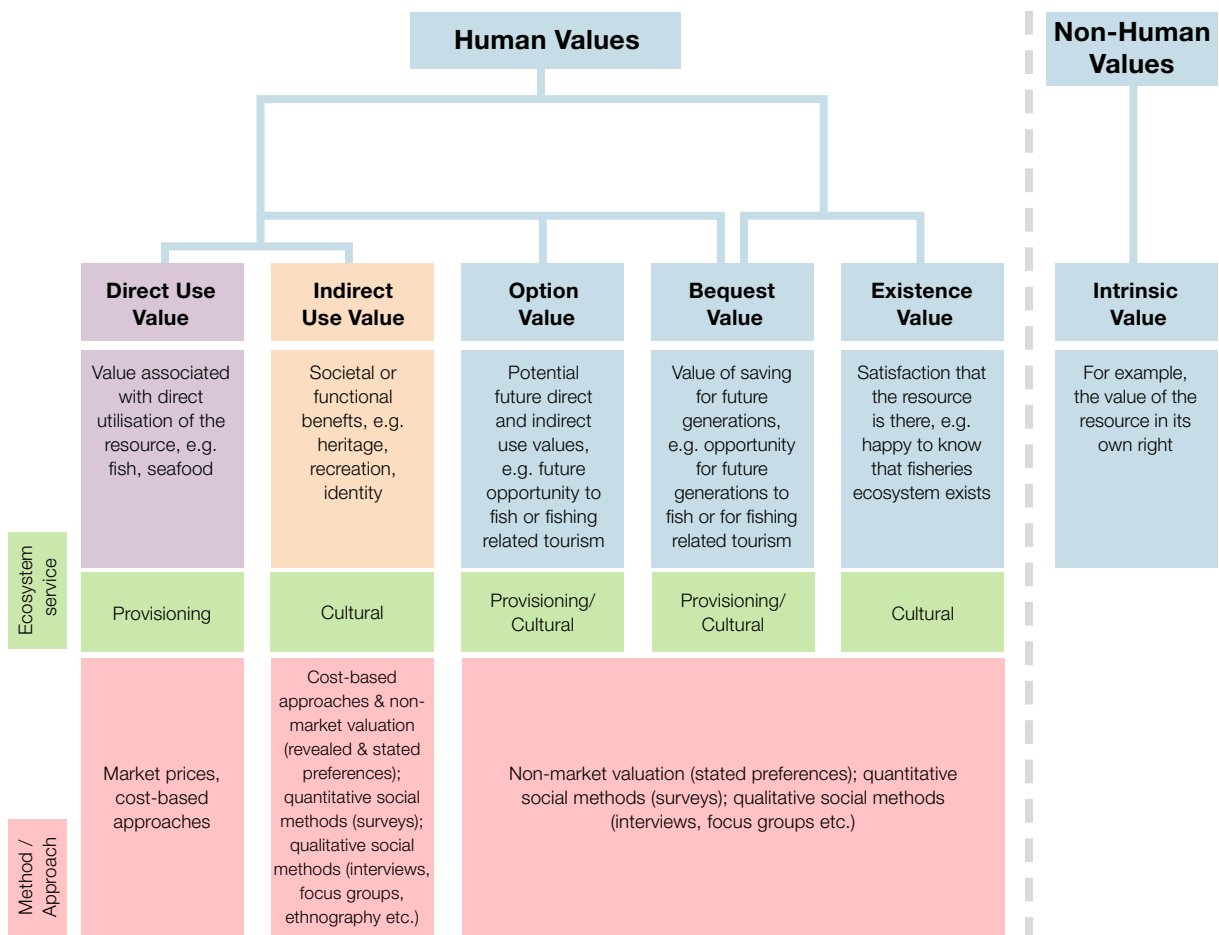 Human Values
Non-Human
Values
Direct Use
Value
Indirect
Use Value
Option
Value
Bequest
Value
Existence
Value
Intrinsic
Value
Value associated
with direct
utilisation of the
resource, e.g.
fish, seafood
Societal or
functional
benefits, e.g.
heritage,
recreation,
identity
Potential
future direct
and indirect
use values,
e.g. future
opportunity to
fish or fishing
related tourism
Value of saving
for future
generations,
e.g. opportunity
for future
generations to
fish or for fishing
related tourism
Satisfaction that
the resource
is there, e.g.
happy to know
that fisheries
ecosystem exists
For example,
the value of the
resource in its
own right
Ecosystem
service
Provisioning
Cultural
Provisioning/
Cultural
Provisioning/
Cultural
Cultural
Method /
Approach
Market prices,
cost-based
approaches
Cost-based
approaches & non-
market valuation
(revealed & stated
preferences);
quantitative social
methods (surveys);
qualitative social
methods (interviews,
focus groups,
ethnography etc.)
Non-market valuation (stated preferences); quantitative
social methods (surveys); qualitative social methods
(interviews, focus groups etc.)